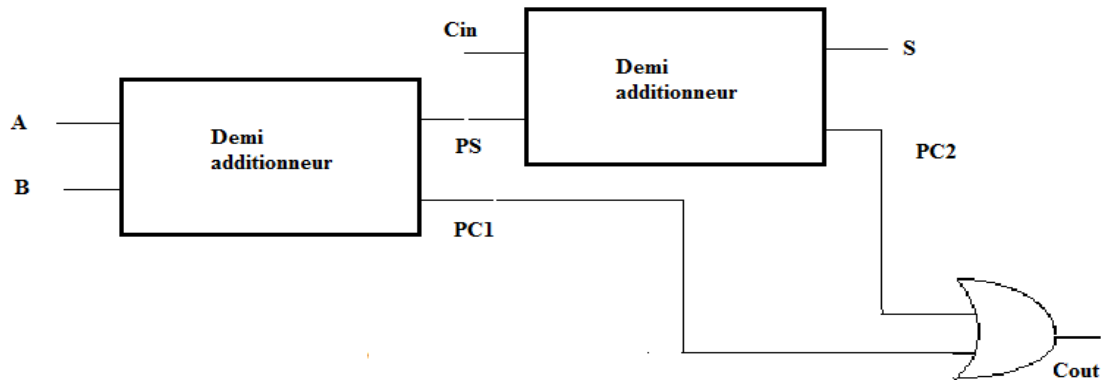 Cin
Demi
additionneur
S
A
Demi
additionneur
PS
PC2
B
PC1
Cout